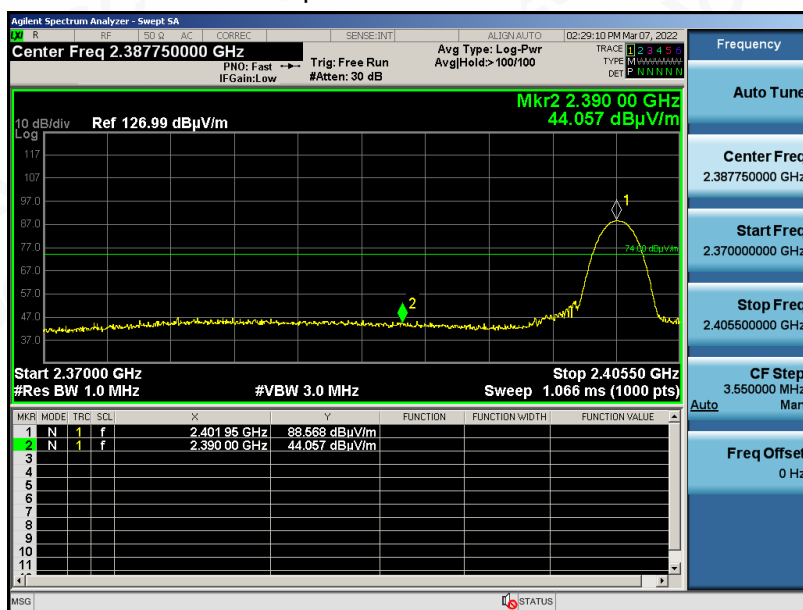 Agilent Spectrum Analyzer - Swept SA
LXI R RF 50 Ω AC CORREC SENSE:INT ALIGN AUTO 02:29:10 PM Mar 07, 2022
Center Freq 2.387750000 GHz
PNO: Fast
IFGain:Low
Trig: Free Run
#Atten: 30 dB
Avg Type: Log-Pwr
Avg|Hold:>100/100
TRACE 1 2 3 4 5 6
TYPE M
DET P N N N N N
Mkr2 2.390 00 GHz
44.057 dBµV/m
10 dB/div Ref 126.99 dBµV/m
Log
117
107
97.0
87.0
77.0
67.0
57.0
47.0
37.0
1
74.00 dBµV/m
2
Start 2.37000 GHz Stop 2.40550 GHz
#Res BW 1.0 MHz #VBW 3.0 MHz Sweep 1.066 ms (1000 pts)
MKR MODE TRC SCL X Y FUNCTION FUNCTION WIDTH FUNCTION VALUE
1 N 1 f 2.401 95 GHz 88.568 dBµV/m
2 N 1 f 2.390 00 GHz 44.057 dBµV/m
3
4
5
6
7
8
9
10
11
MSG STATUS
Frequency
Auto Tune
Center Freq
2.387750000 GHz
Start Freq
2.370000000 GHz
Stop Freq
2.405500000 GHz
CF Step
3.550000 MHz
Auto Man
Freq Offset
0 Hz